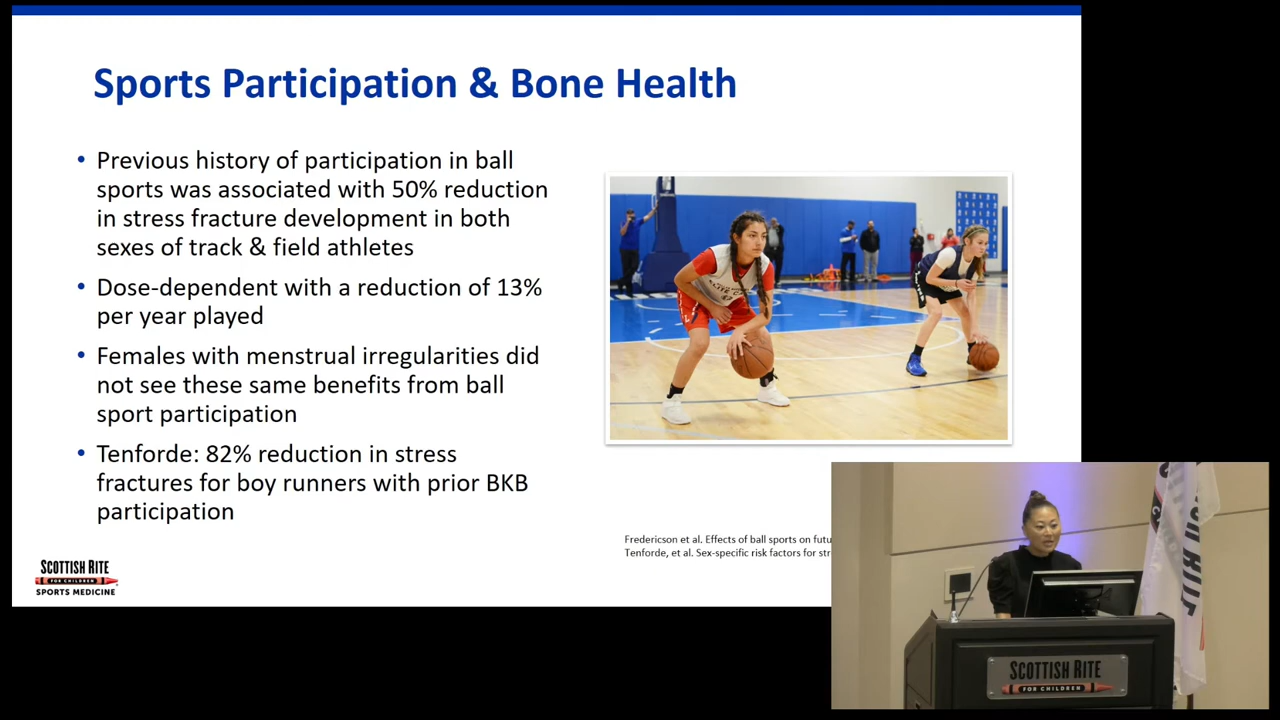 Sports Participation & Bone Health
• Previous history of participation in ball
sports was associated with 50% reduction
in stress fracture development in both
sexes of track & field athletes
• Dose-dependent with a reduction of 13%
per year played
• Females with menstrual irregularities did
not see these same benefits from ball
sport participation
• Tenforde: 82% reduction in stress
fractures for boy runners with prior BKB
participation
Fredericson et al. Effects of ball sports on
Tenforde, et al. Sex-specific risk factors for
SCOTTISH RITE
FOR CHILDREN
SPORTS MEDICINE
SCOTTISH RITE
FOR CHILDREN